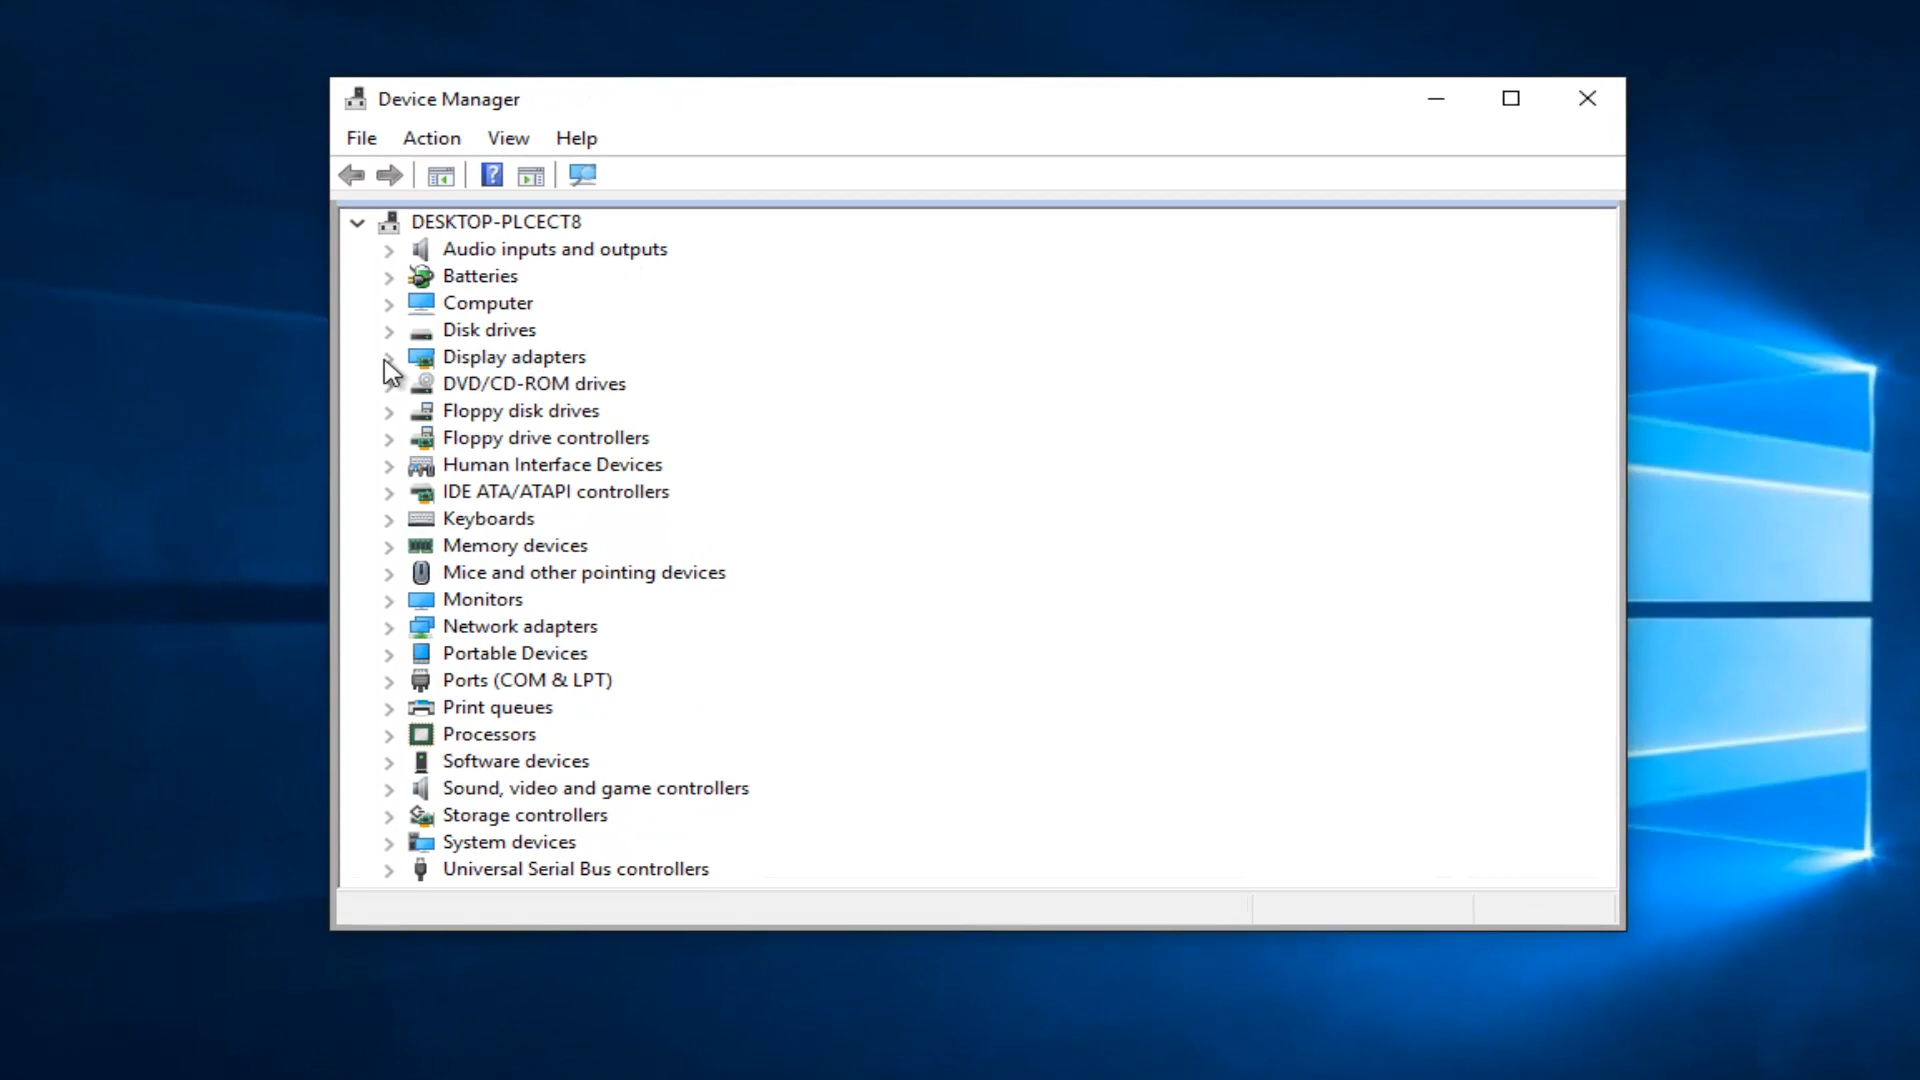 Device Manager
File Action View Help
?
DESKTOP-PLCECT8
Audio inputs and outputs
Batteries
Computer
Disk drives
Display adapters
DVD/CD-ROM drives
Floppy disk drives
Floppy drive controllers
Human Interface Devices
IDE ATA/ATAPI controllers
Keyboards
Memory devices
Mice and other pointing devices
Monitors
Network adapters
Portable Devices
Ports (COM & LPT)
Print queues
Processors
Software devices
Sound, video and game controllers
Storage controllers
System devices
Universal Serial Bus controllers